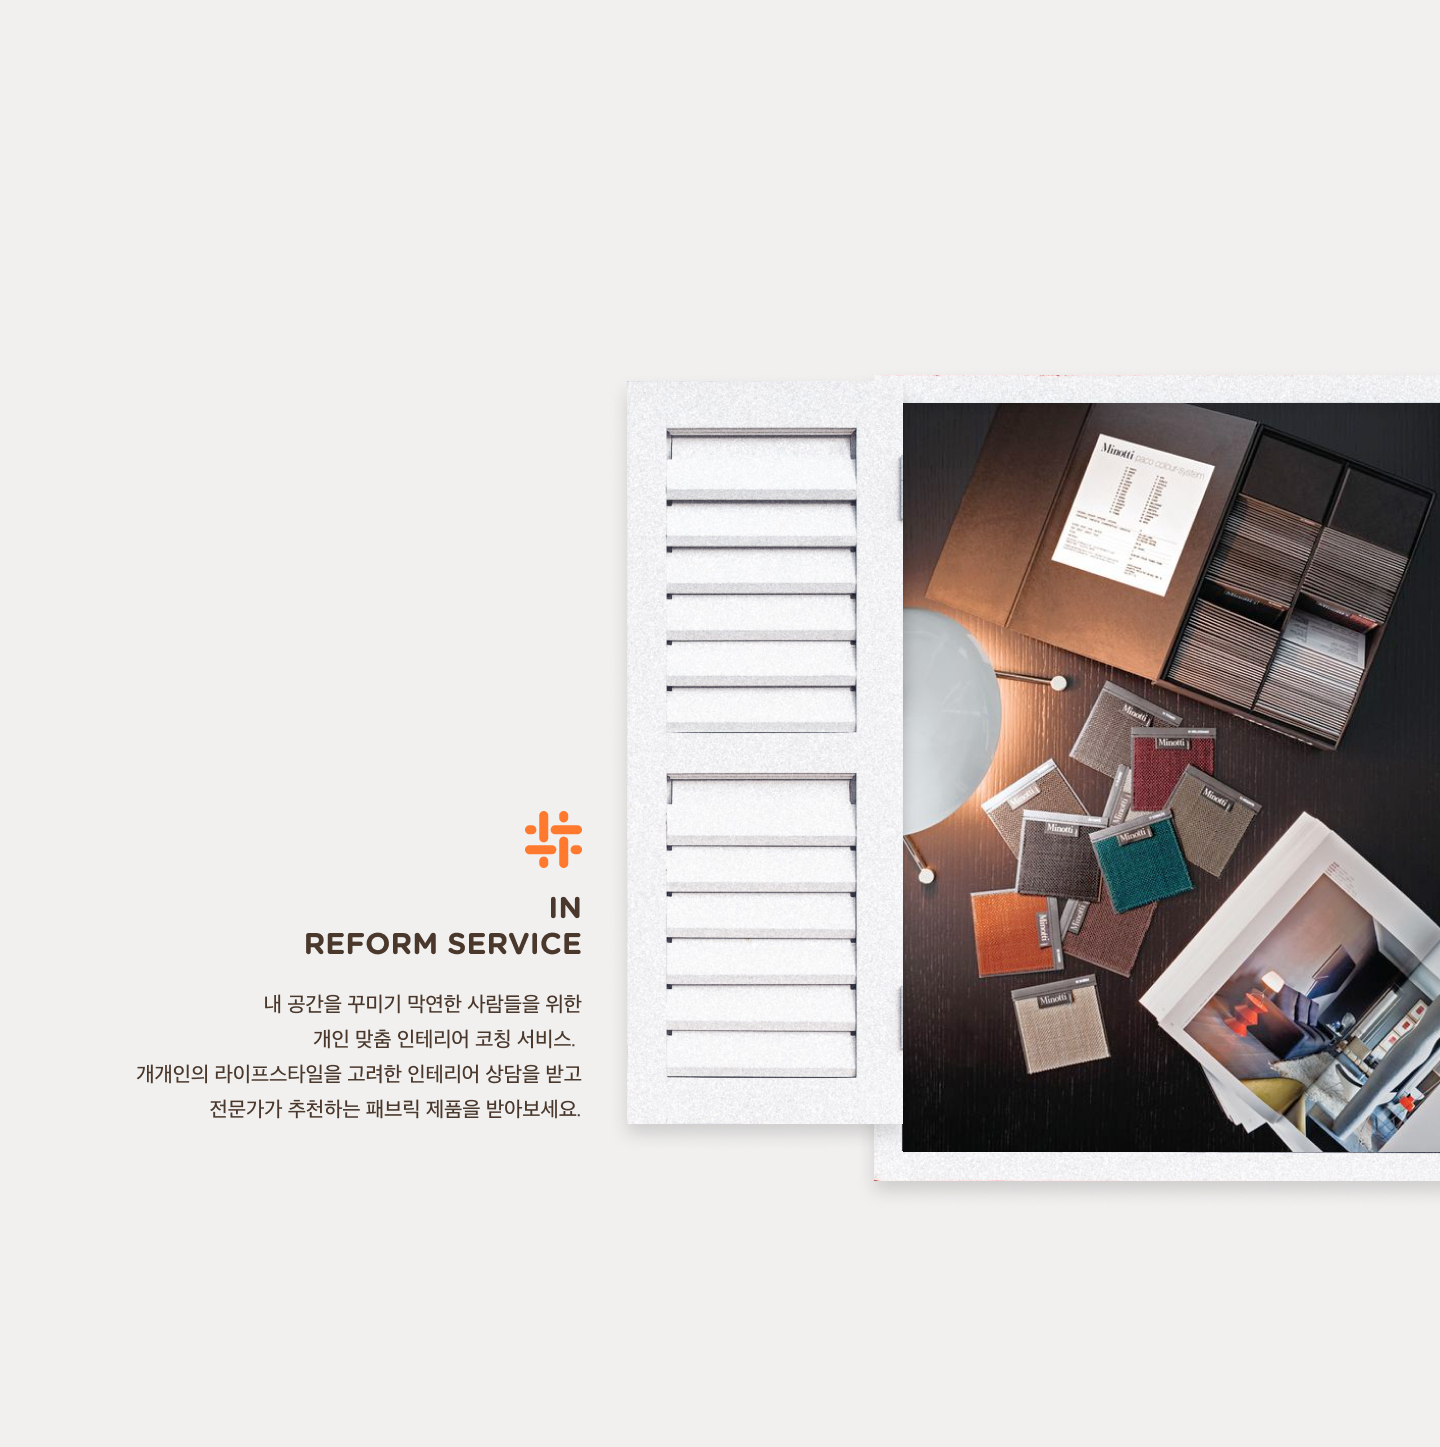 IN
REFORM SERVICE
내 공간을 꾸미기 막연한 사람들을 위한
개인 맞춤 인테리어 코칭 서비스.
개개인의 라이프스타일을 고려한 인테리어 상담을 받고
전문가가 추천하는 패브릭 제품을 받아보세요.
Minotti paco colour system
Minotti
Minotti
Minotti
Minotti
Minotti
Minotti
Minotti
Minotti
Minotti